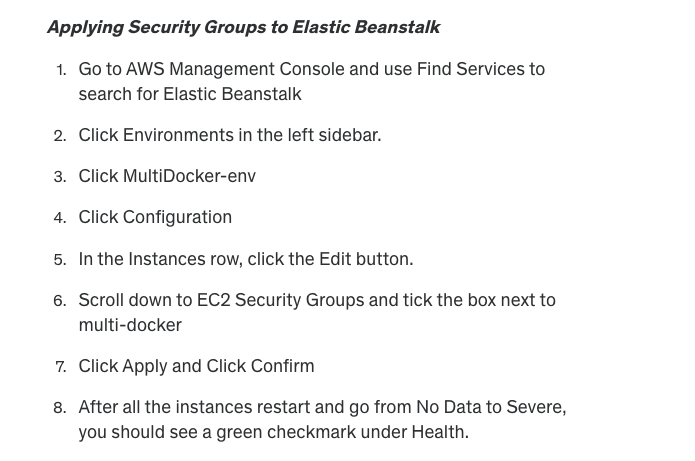 Applying Security Groups to Elastic Beanstalk
1. Go to AWS Management Console and use Find Services to
search for Elastic Beanstalk
2. Click Environments in the left sidebar.
3. Click MultiDocker-env
4. Click Configuration
5. In the Instances row, click the Edit button.
6. Scroll down to EC2 Security Groups and tick the box next to
multi-docker
7. Click Apply and Click Confirm
8. After all the instances restart and go from No Data to Severe,
you should see a green checkmark under Health.